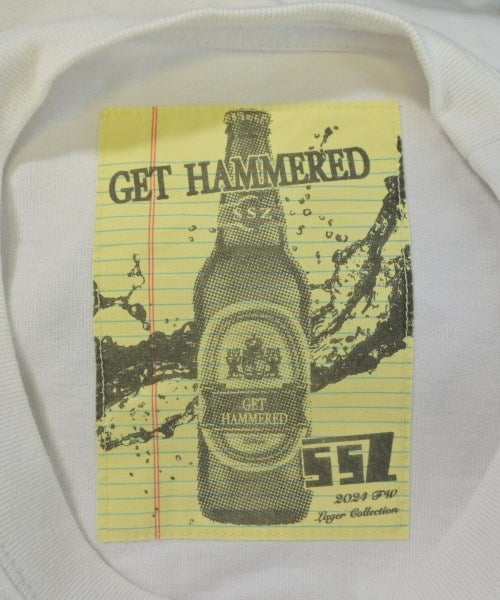 GET HAMMERED
SSZ
GET
HAMMERED
SSZ
2024 FW
Lager Collection